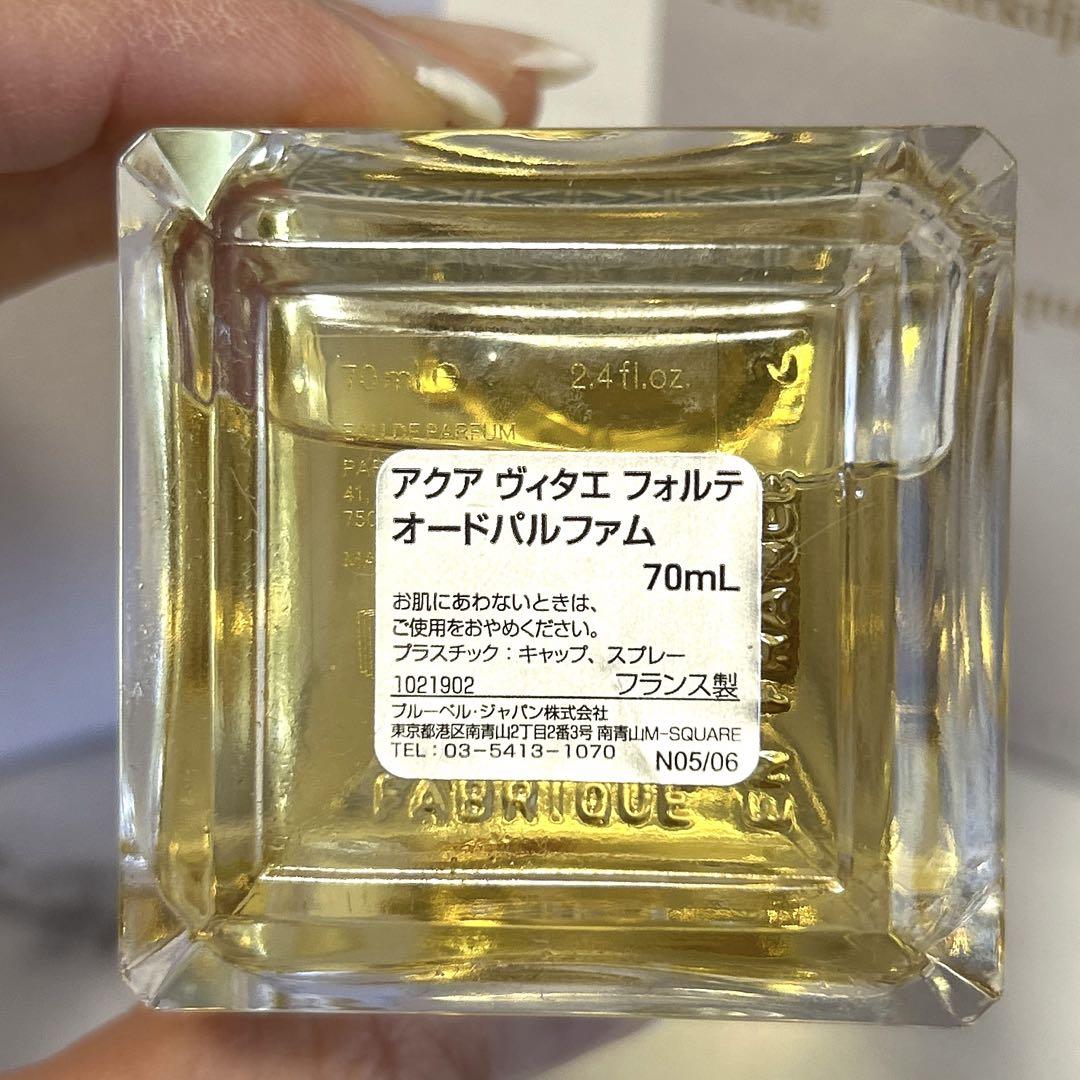 70ml ℮ 2.4 fl.oz.
EAU DE PARFUM
アクア ヴィタエ フォルテ
オードパルファム
70mL
お肌にあわないときは、
ご使用をおやめください。
プラスチック：キャップ、スプレー
1021902 フランス製
ブルーベル・ジャパン株式会社
東京都港区南青山2丁目2番3号 南青山M-SQUARE
TEL：03-5413-1070 N05/06
FABRIQUE
EN FRANCE